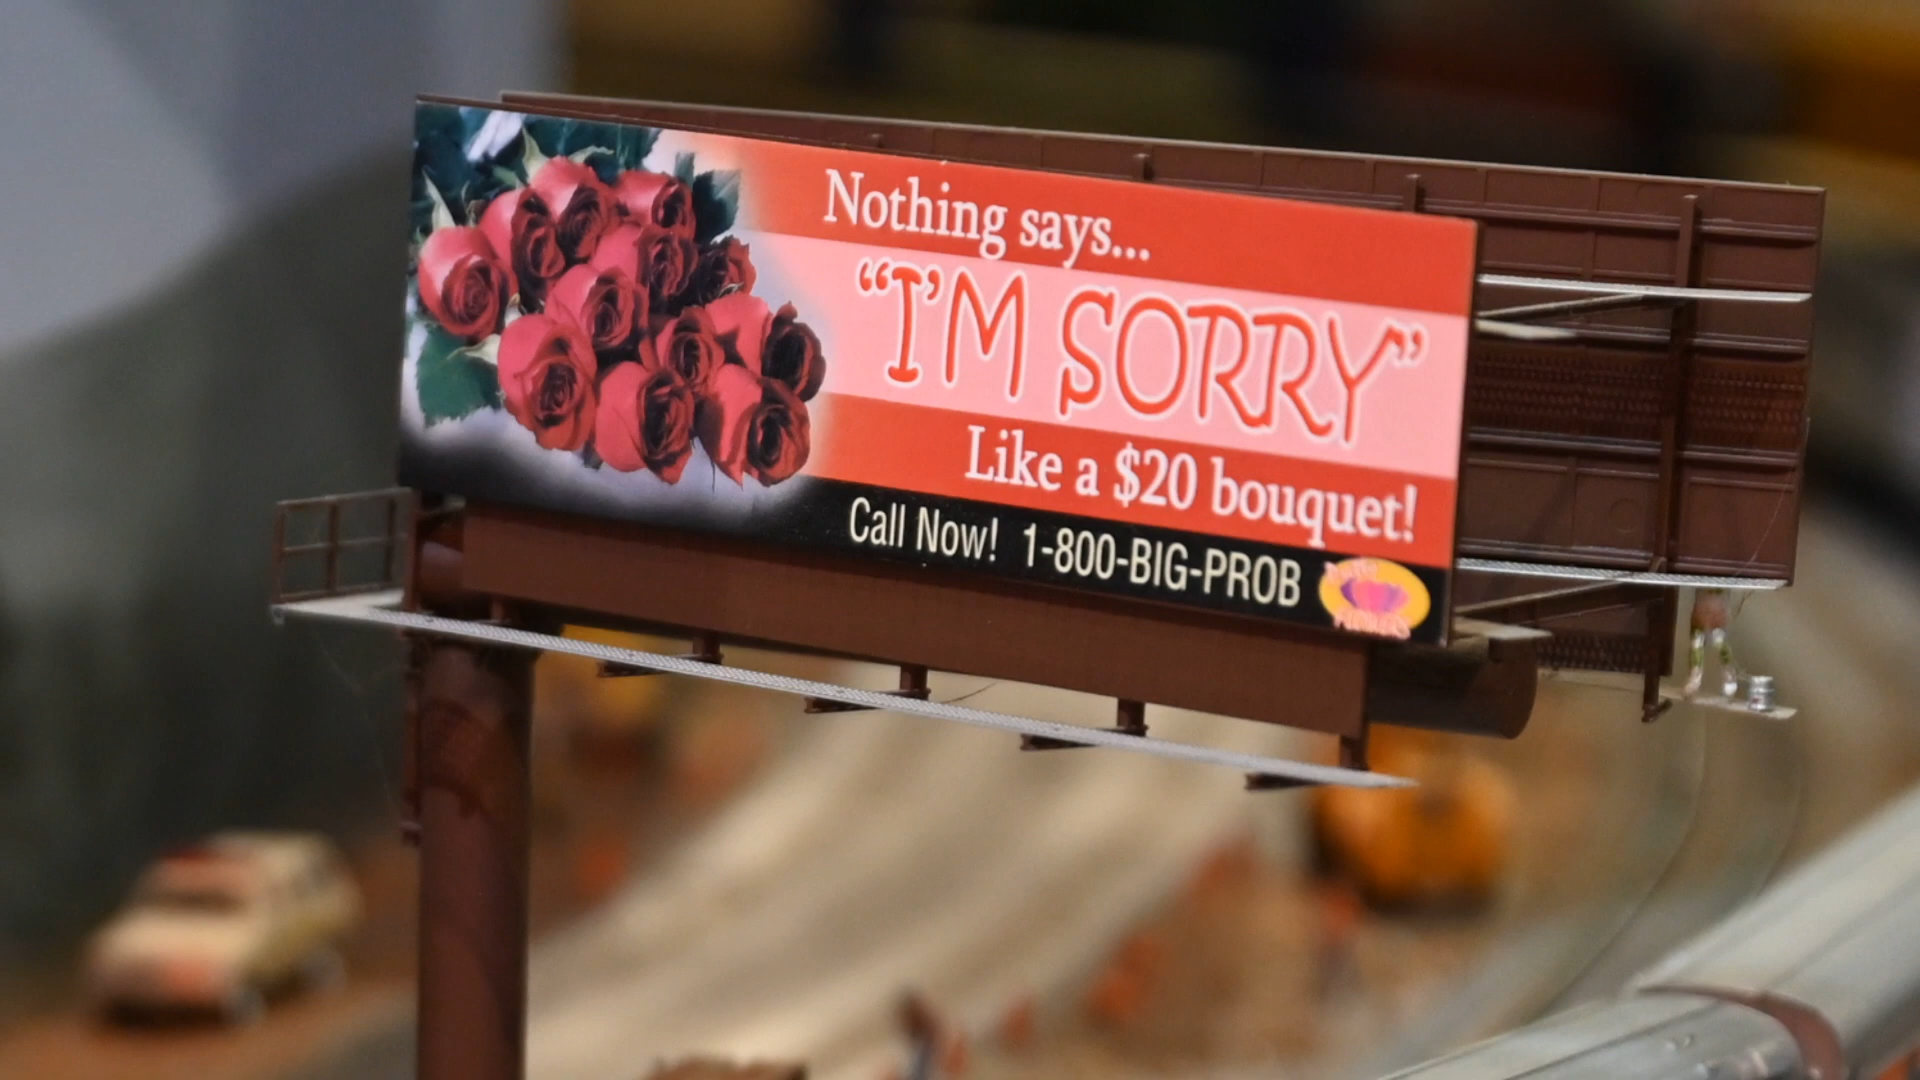 Nothing says...
“I’M SORRY”
Like a $20 bouquet!
Call Now! 1-800-BIG-PROB